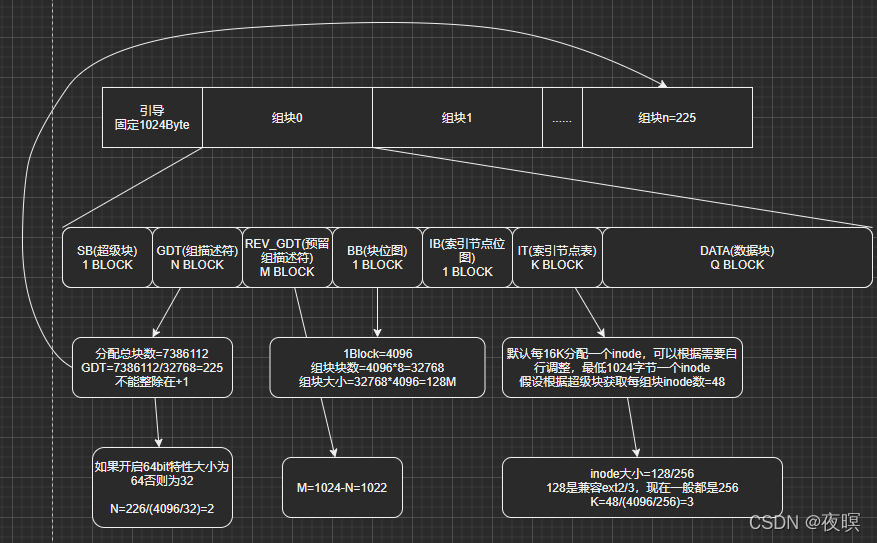 引导
固定1024Byte
组块0
组块1
......
组块n=225
SB(超级块)
1 BLOCK
GDT(组描述符)
N BLOCK
REV_GDT(预留
组描述符)
M BLOCK
BB(块位图)
1 BLOCK
IB(索引节点位
图)
1 BLOCK
IT(索引节点表)
K BLOCK
DATA(数据块)
Q BLOCK
分配总块数=7386112
GDT=7386112/32768=225
不能整除在+1
1Block=4096
组块块数=4096*8=32768
组块大小=32768*4096=128M
默认每16K分配一个inode，可以根据需要自
行调整，最低1024字节一个inode
假设根据超级块获取每组块inode数=48
如果开启64bit特性大小为
64否则为32
N=226/(4096/32)=2
M=1024-N=1022
inode大小=128/256
128是兼容ext2/3，现在一般都是256
K=48/(4096/256)=3
CSDN @夜暝